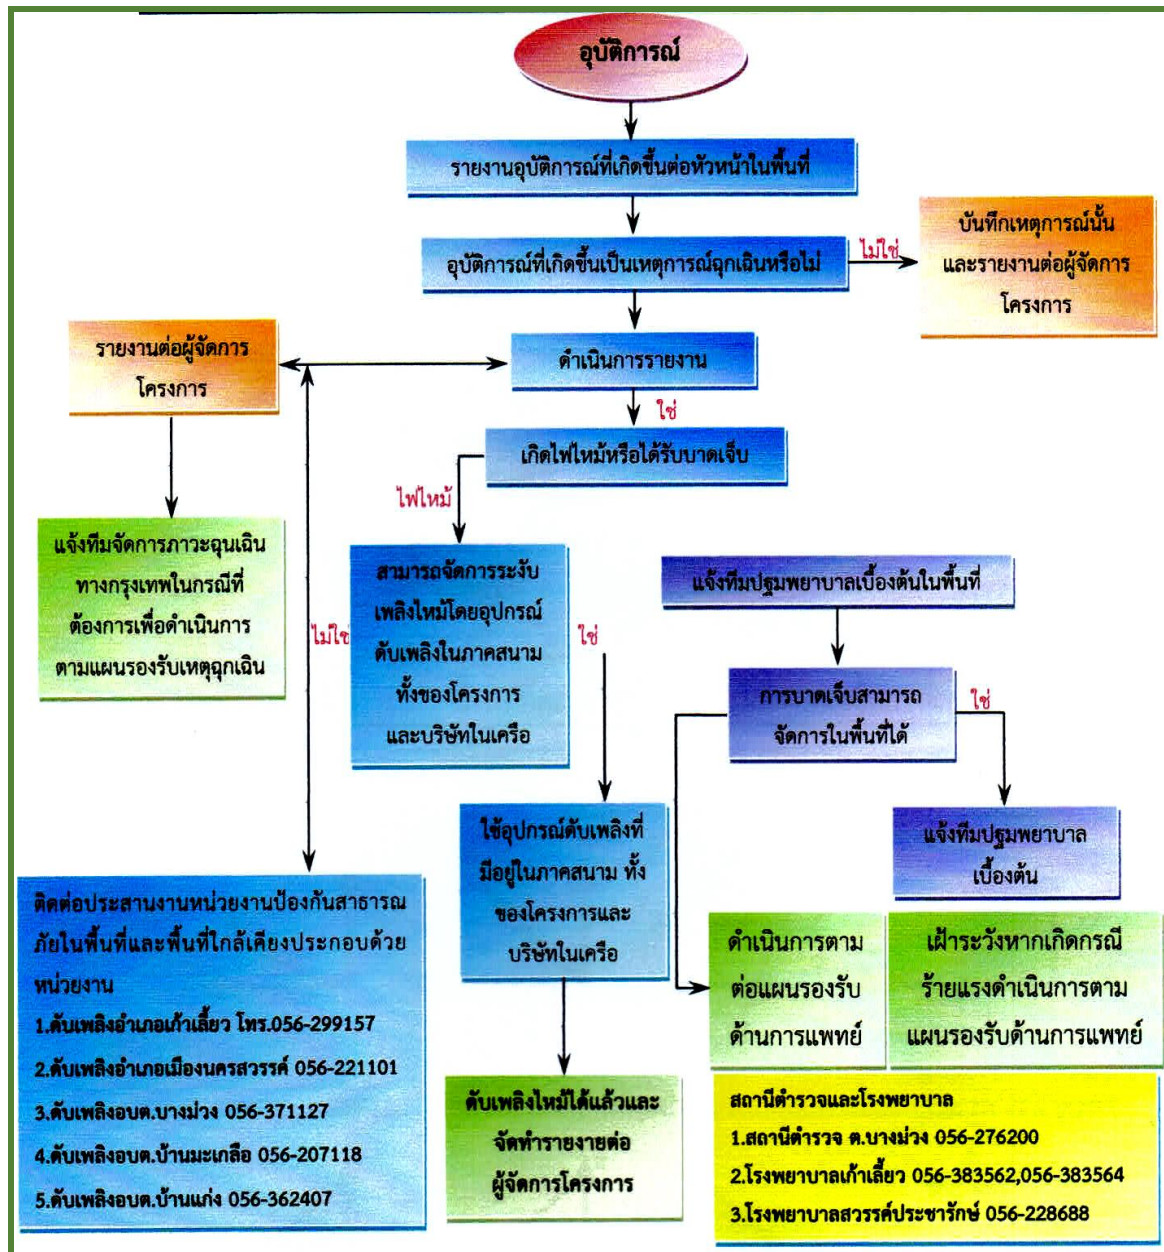 อุบัติการณ์
รายงานอุบัติการณ์ที่เกิดขึ้นต่อหัวหน้าในพื้นที่
อุบัติการณ์ที่เกิดขึ้นเป็นเหตุการณ์ฉุกเฉินหรือไม่
ไม่ใช่
บันทึกเหตุการณ์นั้น
และรายงานต่อผู้จัดการ
โครงการ
รายงานต่อผู้จัดการ
โครงการ
ดำเนินการรายงาน
ใช่
เกิดไฟไหม้หรือได้รับบาดเจ็บ
ไฟไหม้
แจ้งทีมจัดการภาวะฉุนเฉิน
ทางกรุงเทพในกรณีที่
ต้องการเพื่อดำเนินการ
ตามแผนรองรับเหตุฉุกเฉิน
ไม่ใช่
สามารถจัดการระงับ
เพลิงไหม้โดยอุปกรณ์
ดับเพลิงในภาคสนาม
ทั้งของโครงการ
และบริษัทในเครือ
ใช่
แจ้งทีมปฐมพยาบาลเบื้องต้นในพื้นที่
การบาดเจ็บสามารถ
จัดการในพื้นที่ได้
ใช่
ใช้อุปกรณ์ดับเพลิงที่
มีอยู่ในภาคสนาม ทั้ง
ของโครงการและ
บริษัทในเครือ
แจ้งทีมปฐมพยาบาล
เบื้องต้น
ติดต่อประสานงานหน่วยงานป้องกันสาธารณ
ภัยในพื้นที่และพื้นที่ใกล้เคียงประกอบด้วย
หน่วยงาน
1.ดับเพลิงอำเภอเก้าเลี้ยว โทร.056-299157
2.ดับเพลิงอำเภอเมืองนครสวรรค์ 056-221101
3.ดับเพลิงอบต.บางม่วง 056-371127
4.ดับเพลิงอบต.บ้านมะเกลือ 056-207118
5.ดับเพลิงอบต.บ้านแก่ง 056-362407
ดำเนินการตาม
ต่อแผนรองรับ
ด้านการแพทย์
เฝ้าระวังหากเกิดกรณี
ร้ายแรงดำเนินการตาม
แผนรองรับด้านการแพทย์
ดับเพลิงไหม้ได้แล้วและ
จัดทำรายงายต่อ
ผู้จัดการโครงการ
สถานีตำรวจและโรงพยาบาล
1.สถานีตำรวจ ต.บางม่วง 056-276200
2.โรงพยาบาลเก้าเลี้ยว 056-383562,056-383564
3.โรงพยาบาลสวรรค์ประชารักษ์ 056-228688